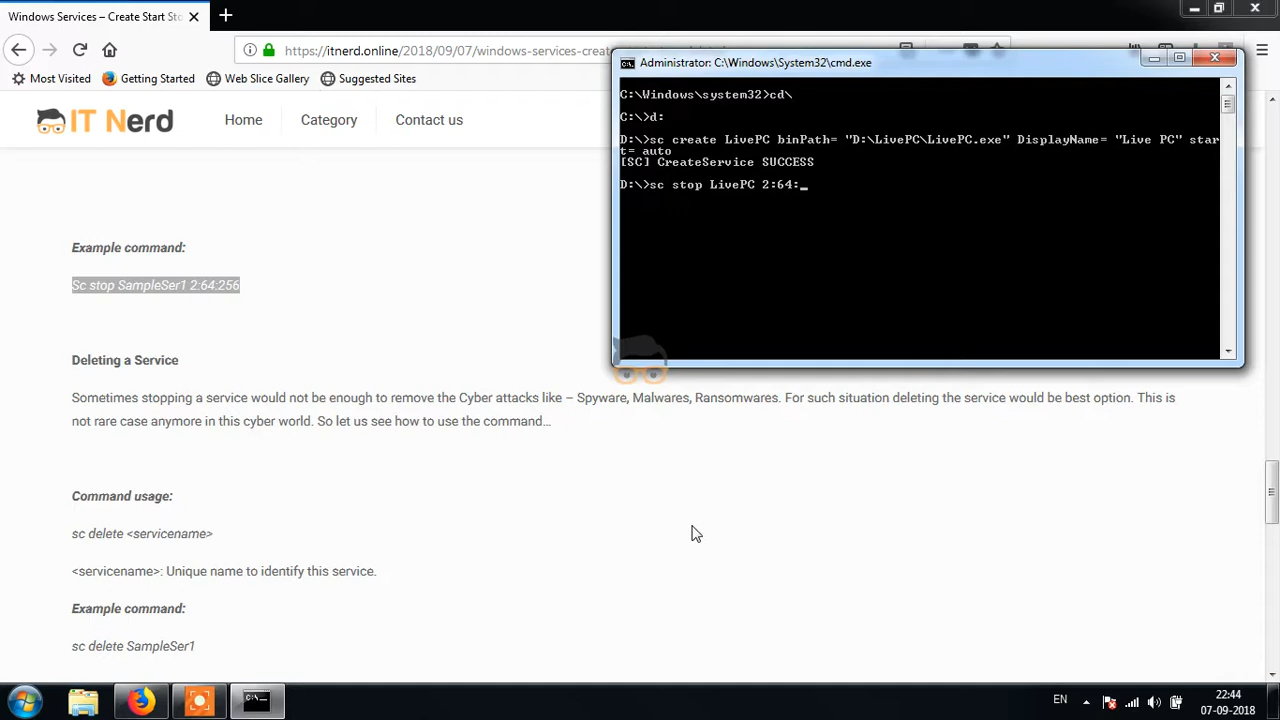 Windows Services – Create Start Sto
https://itnerd.online/2018/09/07/windows-services-creat
Most Visited Getting Started Web Slice Gallery Suggested Sites
IT Nerd Home Category Contact us
Administrator: C:\Windows\System32\cmd.exe
C:\Windows\system32>cd\
C:\>d:
D:\>sc create LivePC binPath= "D:\LivePC\LivePC.exe" DisplayName= "Live PC" star
t= auto
[SC] CreateService SUCCESS
D:\>sc stop LivePC 2:64:_
Example command:
Sc stop SampleSer1 2:64:256
Deleting a Service
Sometimes stopping a service would not be enough to remove the Cyber attacks like – Spyware, Malwares, Ransomwares. For such situation deleting the service would be best option. This is
not rare case anymore in this cyber world. So let us see how to use the command…
Command usage:
sc delete <servicename>
<servicename>: Unique name to identify this service.
Example command:
sc delete SampleSer1
EN
22:44
07-09-2018